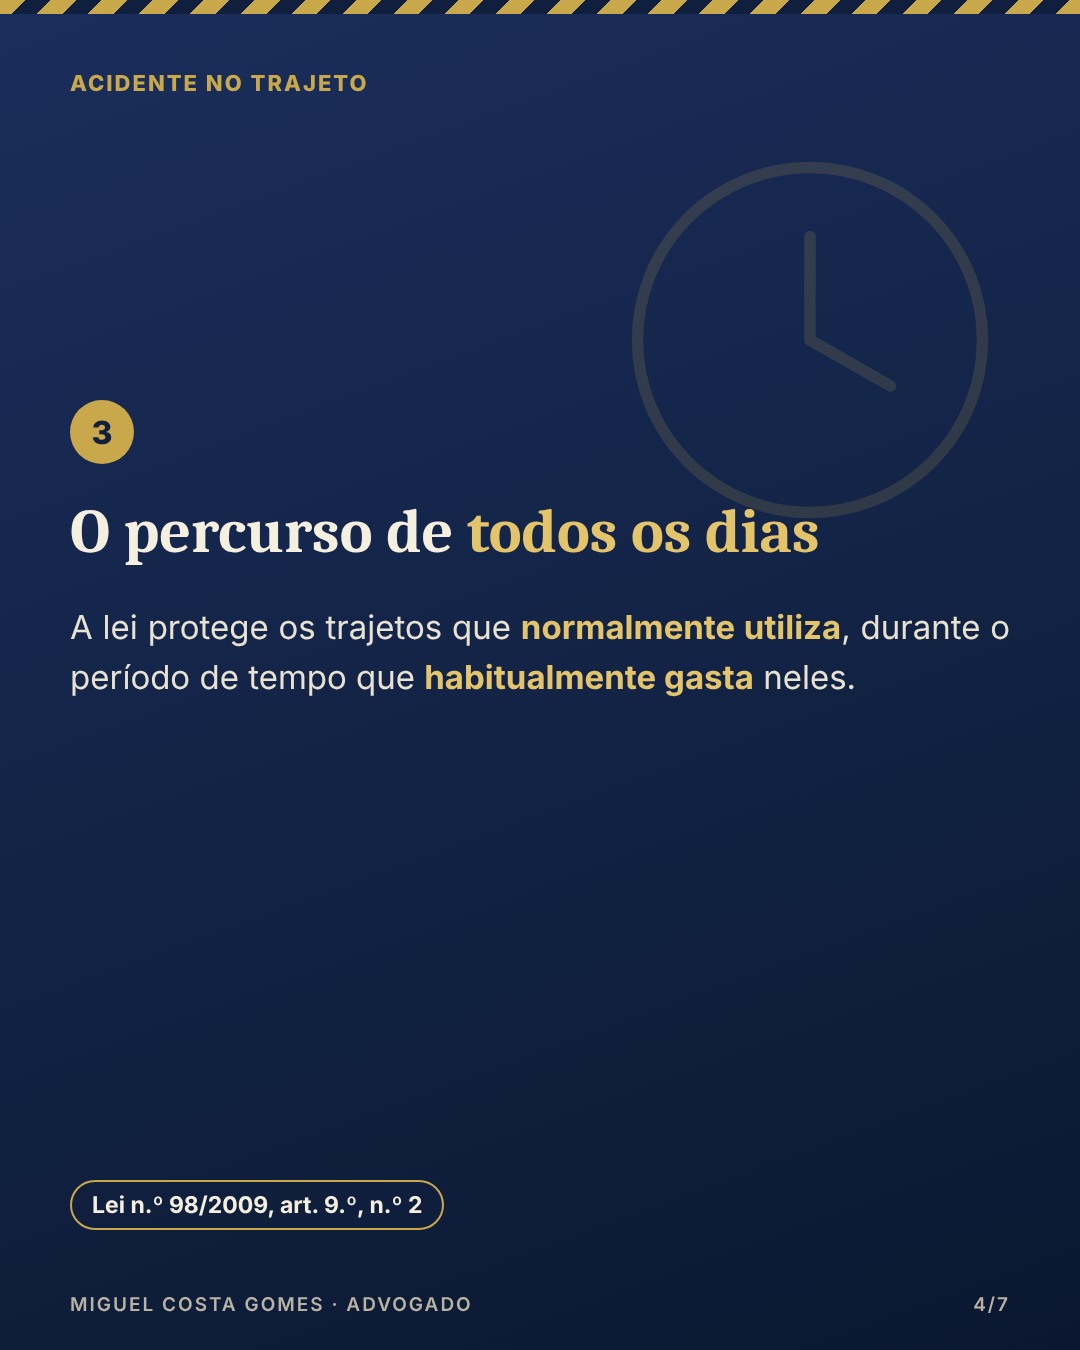 ACIDENTE NO TRAJETO
3
O percurso de todos os dias
A lei protege os trajetos que normalmente utiliza, durante o
período de tempo que habitualmente gasta neles.
Lei n.º 98/2009, art. 9.º, n.º 2
MIGUEL COSTA GOMES · ADVOGADO
4/7